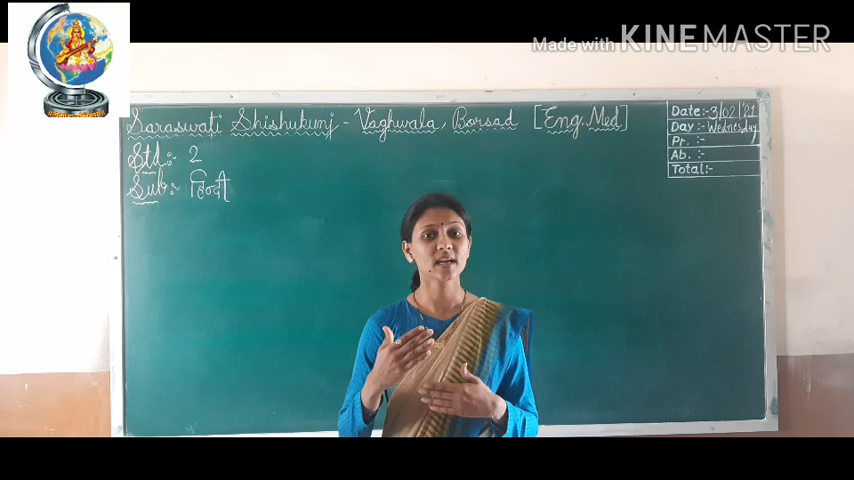 Made with KINEMASTER
Saraswati Shishukunj - Vaghwala, Borsad [Eng. Med]
Std :- 2
Sub :- हिन्दी
Date :- 3/02/'21
Day :- Wednesday
Pr. :-
Ab. :-
Total :-